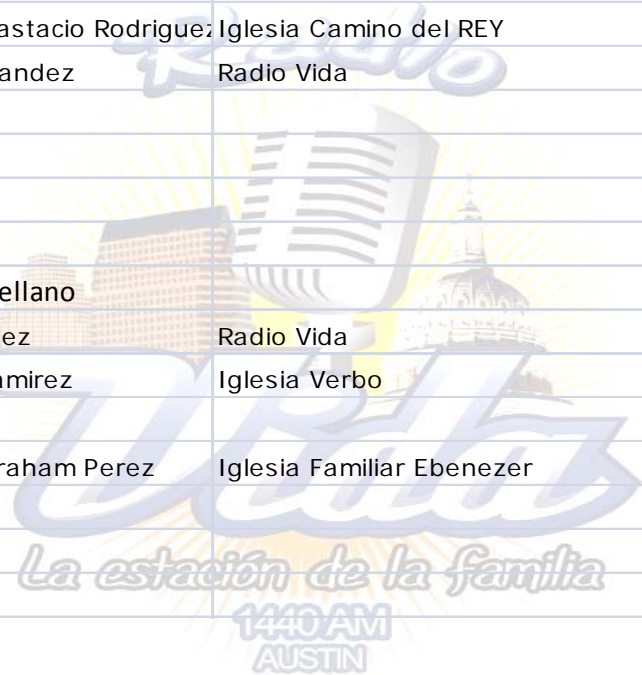 astacio Rodriguez Iglesia Camino del REY
andez Radio Vida
ellano
ez Radio Vida
amirez Iglesia Verbo
raham Perez Iglesia Familiar Ebenezer
Radio
Vida
La estación de la familia
1440 AM
AUSTIN